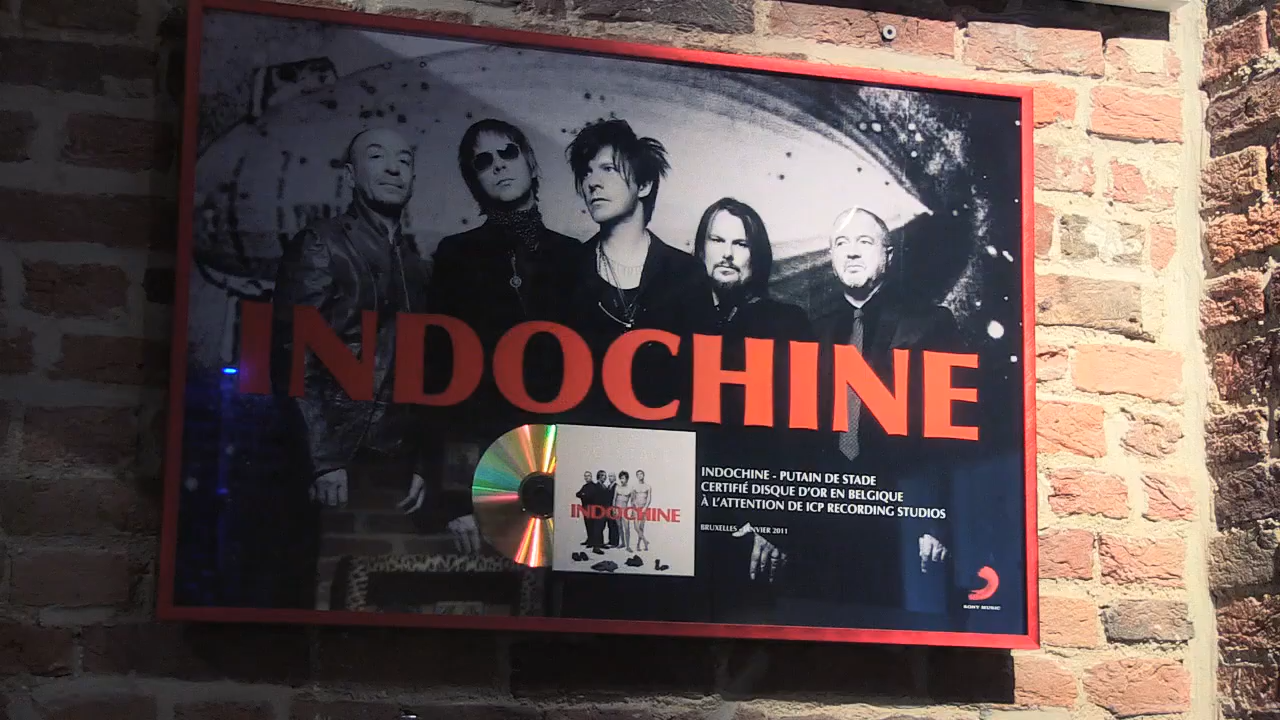 INDOCHINE
INDOCHINE
INDOCHINE - PUTAIN DE STADE
CERTIFIÉ DISQUE D'OR EN BELGIQUE
À L'ATTENTION DE ICP RECORDING STUDIOS
BRUXELLES - JANVIER 2011
SONY MUSIC